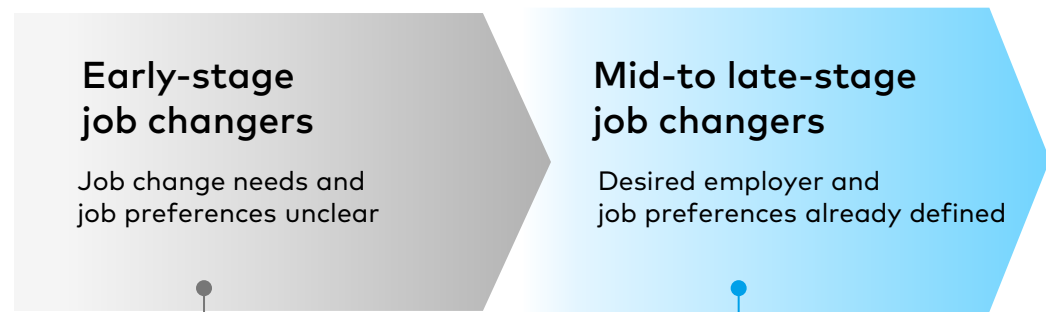 Early-stage
job changers
Job change needs and
job preferences unclear
Mid-to late-stage
job changers
Desired employer and
job preferences already defined